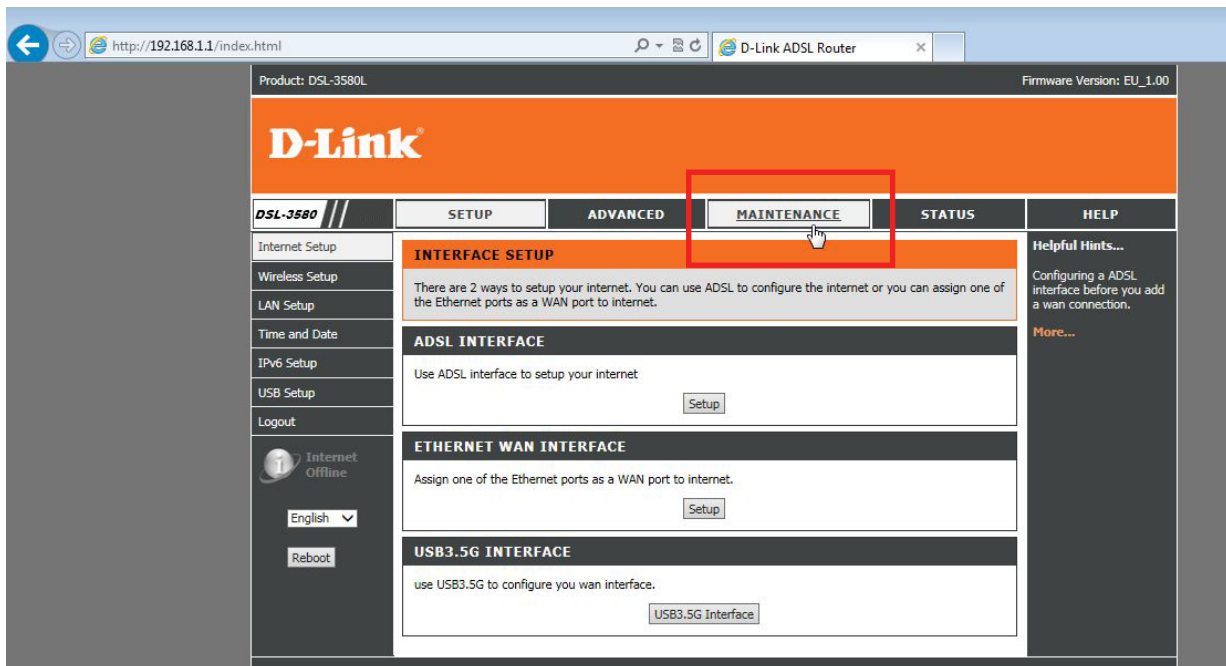 http://192.168.1.1/index.html
D-Link ADSL Router
Product: DSL-3580L
Firmware Version: EU_1.00
D-Link®
DSL-3580
SETUP
ADVANCED
MAINTENANCE
STATUS
HELP
Internet Setup
Wireless Setup
LAN Setup
Time and Date
IPv6 Setup
USB Setup
Logout
Internet
Offline
English
Reboot
INTERFACE SETUP
There are 2 ways to setup your internet. You can use ADSL to configure the internet or you can assign one of
the Ethernet ports as a WAN port to internet.
ADSL INTERFACE
Use ADSL interface to setup your internet
Setup
ETHERNET WAN INTERFACE
Assign one of the Ethernet ports as a WAN port to internet.
Setup
USB3.5G INTERFACE
use USB3.5G to configure you wan interface.
USB3.5G Interface
Helpful Hints...
Configuring a ADSL
interface before you add
a wan connection.
More...